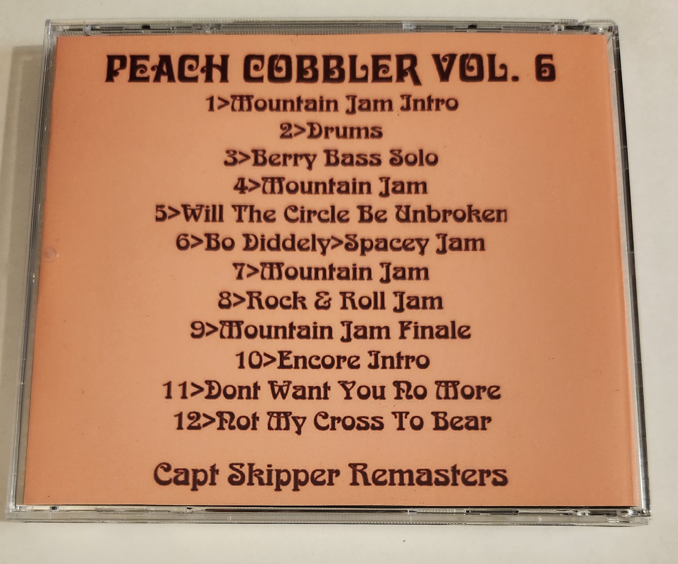 PEACH COBBLER VOL. 6
1>Mountain Jam Intro
2>Drums
3>Berry Bass Solo
4>Mountain Jam
5>Will The Circle Be Unbroken
6>Bo Diddely>Spacey Jam
7>Mountain Jam
8>Rock & Roll Jam
9>Mountain Jam Finale
10>Encore Intro
11>Dont Want You No More
12>Not My Cross To Bear
Capt Skipper Remasters